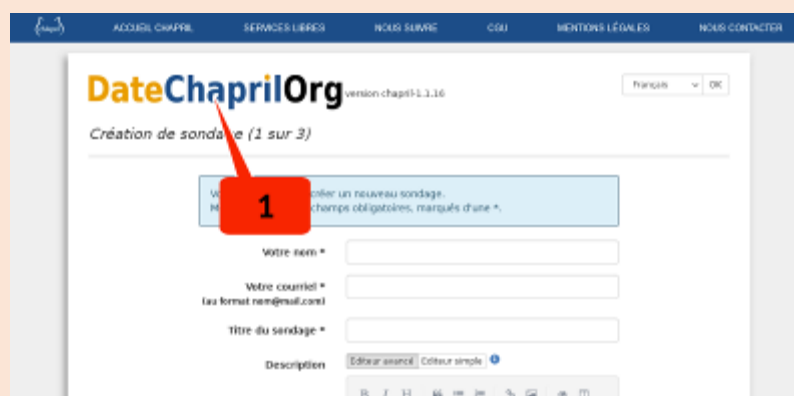 ACCUEIL CHAPRIL SERVICES LIBRES NOUS SUIVRE CGU MENTIONS LÉGALES NOUS CONTACTER
DateChaprilOrg version chapril-1.1.16
Français OK
Création de sondage (1 sur 3)
créer un nouveau sondage.
champs obligatoires, marqués d'une *.
1
Votre nom *
Votre courriel *
(au format nom@mail.com)
Titre du sondage *
Description Editeur avancé Editeur simple
B I H